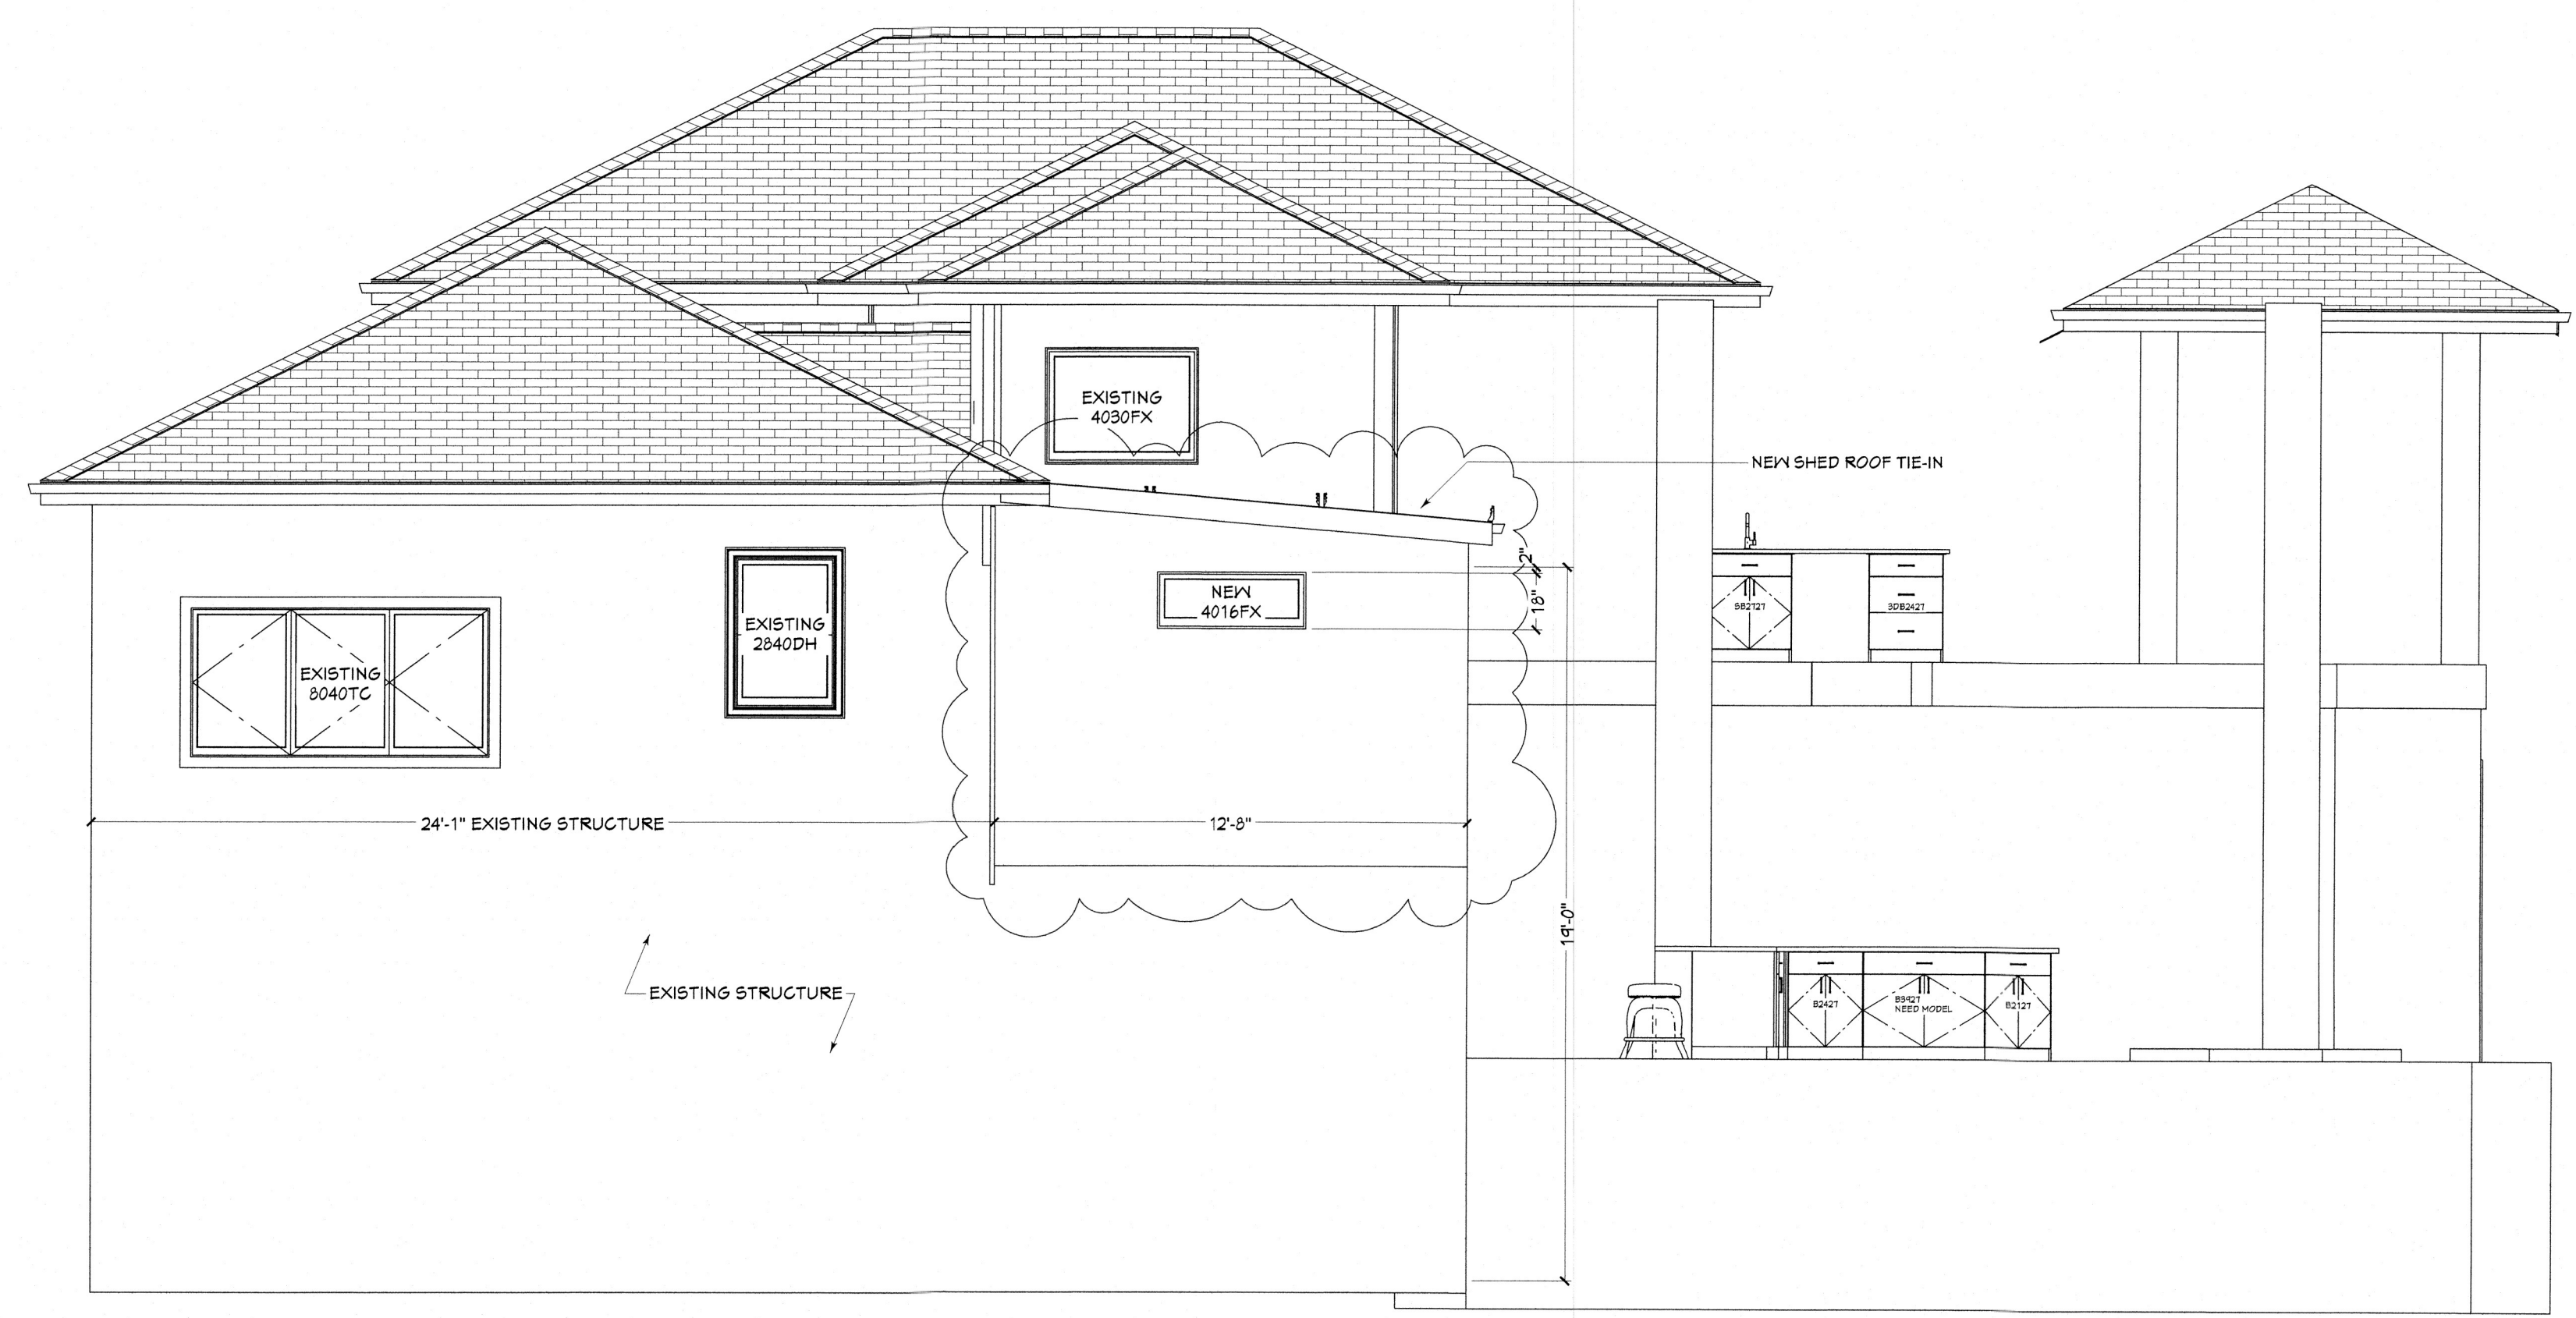 EXISTING
4030FX
NEW SHED ROOF TIE-IN
2"
NEW
4016FX
18"
SB2727
3DB2427
EXISTING
2840DH
EXISTING
8040TC
24'-1" EXISTING STRUCTURE
12'-8"
19'-0"
EXISTING STRUCTURE
B2427
B3927
NEED MODEL
B2127